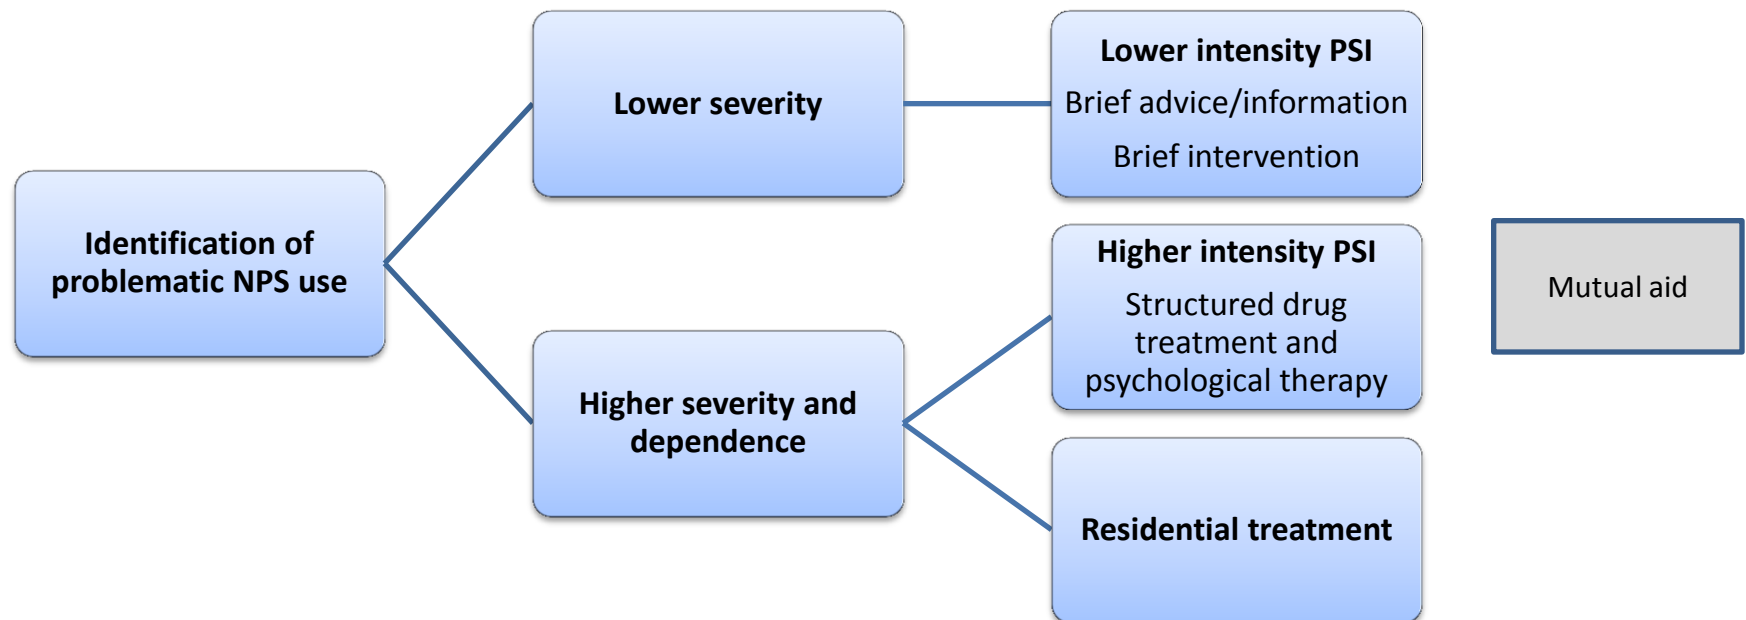 Identification of
problematic NPS use
Lower severity
Higher severity and
dependence
Lower intensity PSI
Brief advice/information
Brief intervention
Higher intensity PSI
Structured drug
treatment and
psychological therapy
Residential treatment
Mutual aid